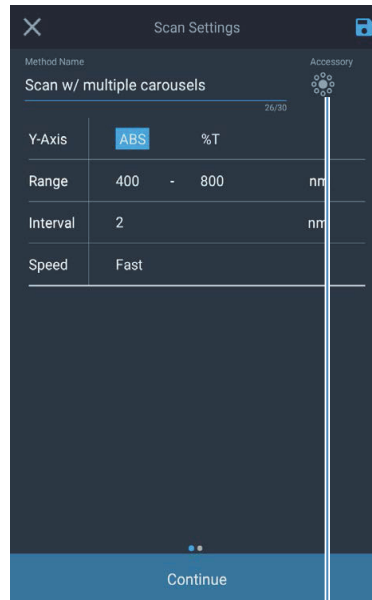 Scan Settings
Method Name
Accessory
Scan w/ multiple carousels
26/30
Y-Axis ABS %T
Range 400 - 800 nm
Interval 2 nm
Speed Fast
Continue